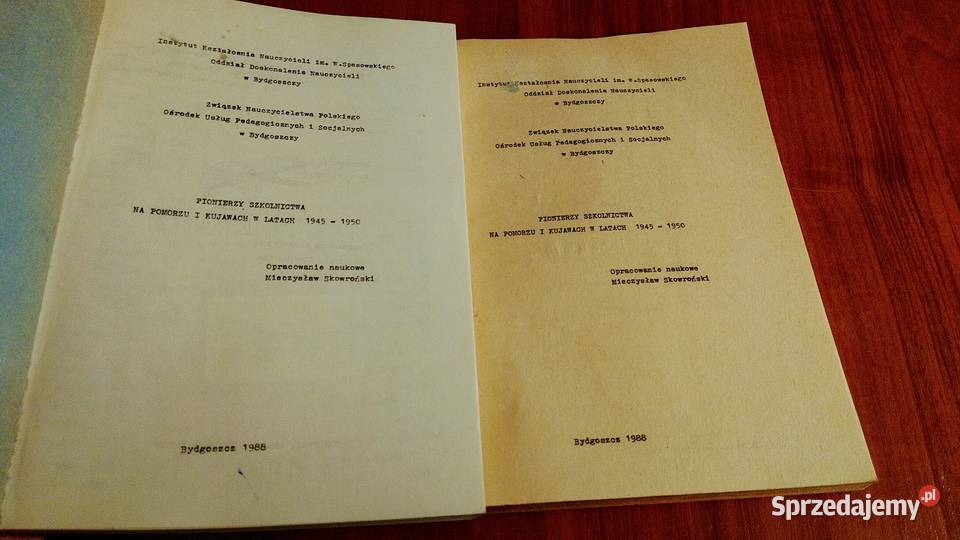 Instytut Kształcenia Nauczycieli im. W.Spasowskiego
Oddział Doskonalenia Nauczycieli
w Bydgoszczy
Związek Nauczycielstwa Polskiego
Ośrodek Usług Pedagogicznych i Socjalnych
w Bydgoszczy
PIONIERZY SZKOLNICTWA
NA POMORZU I KUJAWACH W LATACH 1945 - 1950
Opracowanie naukowe
Mieczysław Skowroński
Bydgoszcz 1988
Instytut Kształcenia Nauczycieli im. W.Spasowskiego
Oddział Doskonalenia Nauczycieli
w Bydgoszczy
Związek Nauczycielstwa Polskiego
Ośrodek Usług Pedagogicznych i Socjalnych
w Bydgoszczy
PIONIERZY SZKOLNICTWA
NA POMORZU I KUJAWACH W LATACH 1945 - 1950
Opracowanie naukowe
Mieczysław Skowroński
Bydgoszcz 1988
Sprzedajemy.pl